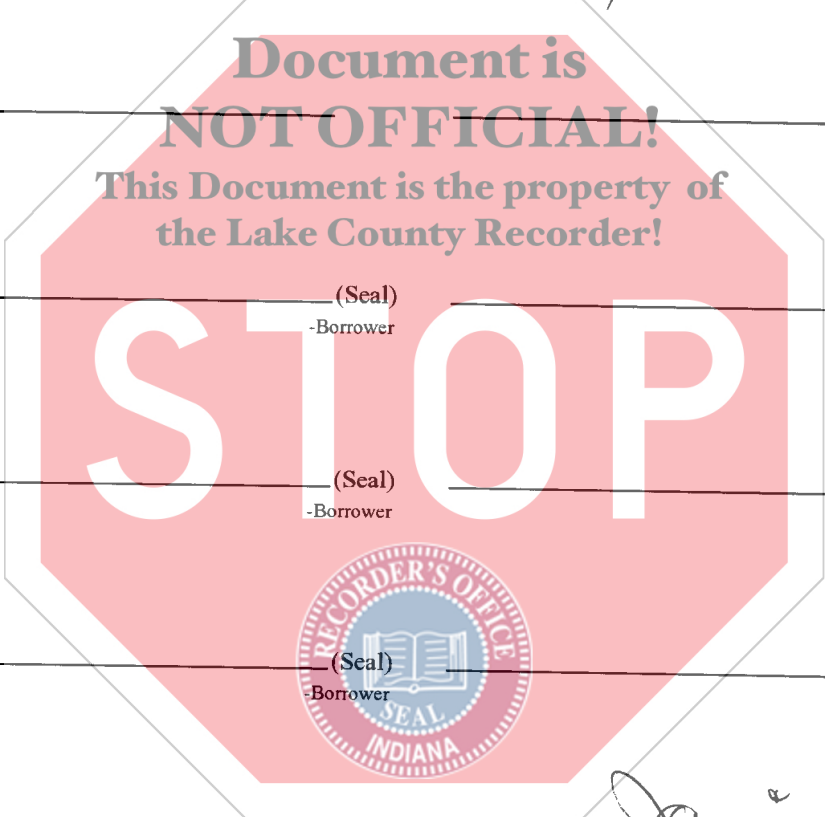 Document is
NOT OFFICIAL!
This Document is the property of
the Lake County Recorder!
(Seal)
-Borrower
STOP
(Seal)
-Borrower
RECORDER'S OFFICE
(Seal)
-Borrower
SEAL
INDIANA